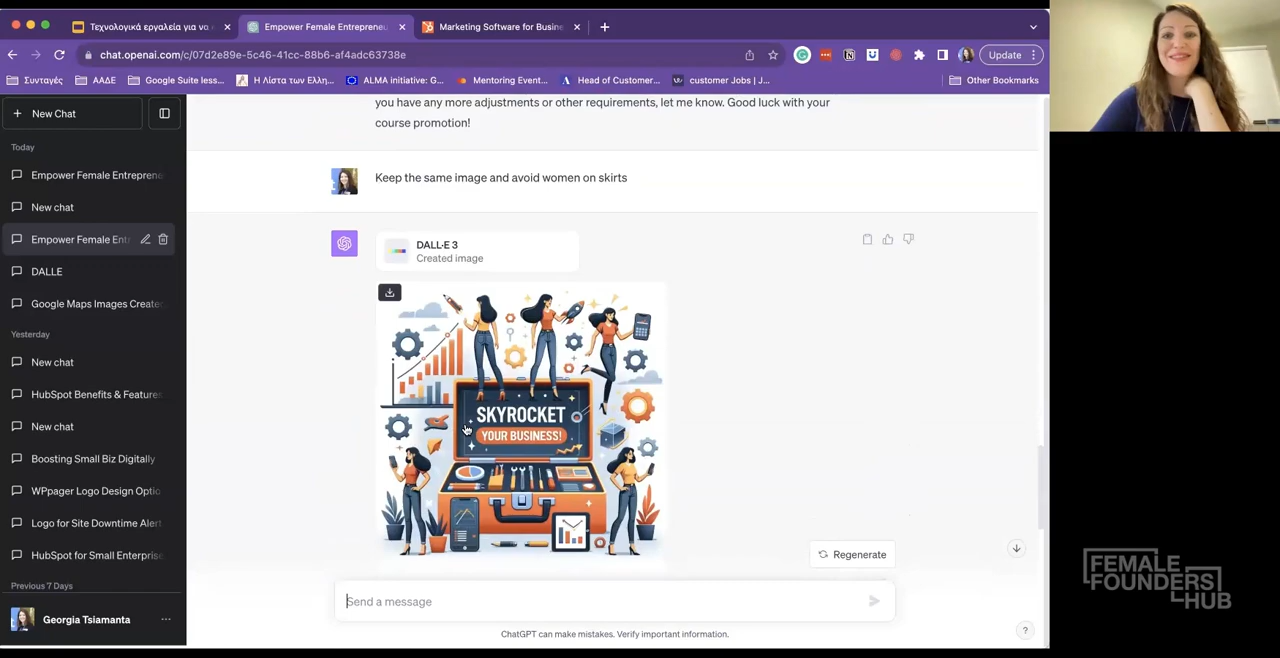 Τεχνολογικά εργαλεία για να
Empower Female Entrepreneu
Marketing Software for Busine
chat.openai.com/c/07d2e89e-5c46-41cc-88b6-af4adc63738e
Update
Συνταγές
ΑΑΔΕ
Google Suite less...
Η Λίστα των Ελλη...
ALMA initiative: G...
Mentoring Event...
Head of Customer...
customer Jobs | J...
Other Bookmarks
New Chat
Today
Empower Female Entreprene
New chat
Empower Female Entr
DALLE
Google Maps Images Create
Yesterday
New chat
HubSpot Benefits & Features
New chat
Boosting Small Biz Digitally
WPpager Logo Design Optio
Logo for Site Downtime Alert
HubSpot for Small Enterprise
Previous 7 Days
Georgia Tsiamanta
you have any more adjustments or other requirements, let me know. Good luck with your
course promotion!
Keep the same image and avoid women on skirts
DALL·E 3
Created image
SKYROCKET
YOUR BUSINESS!
Regenerate
Send a message
ChatGPT can make mistakes. Verify important information.
?
FEMALE
FOUNDERS
HUB